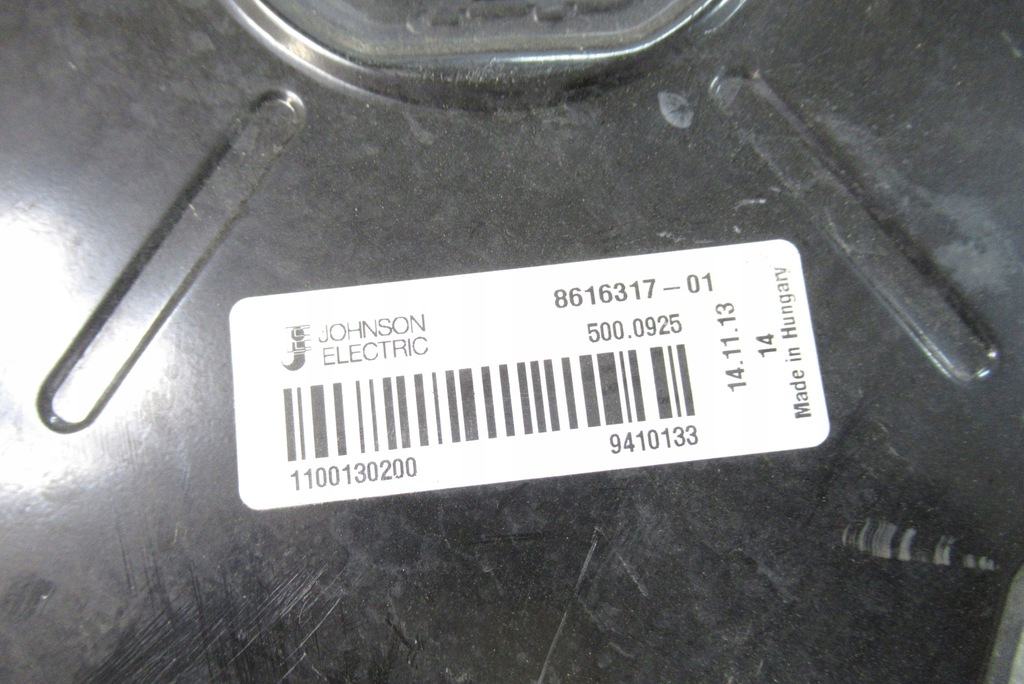 JOHNSON
ELECTRIC
8616317-01
500.0925
1100130200
9410133
14.11.13
14
Made in Hungary